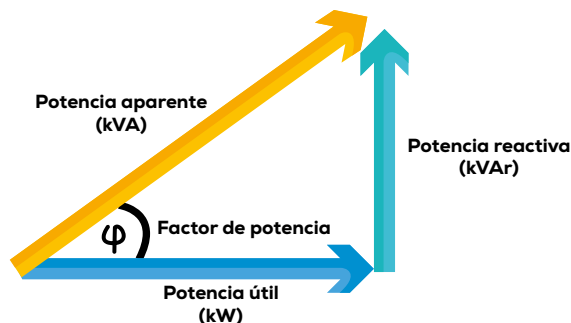 Potencia aparente
(kVA)
Potencia reactiva
(kVAr)
φ
Factor de potencia
Potencia útil
(kW)